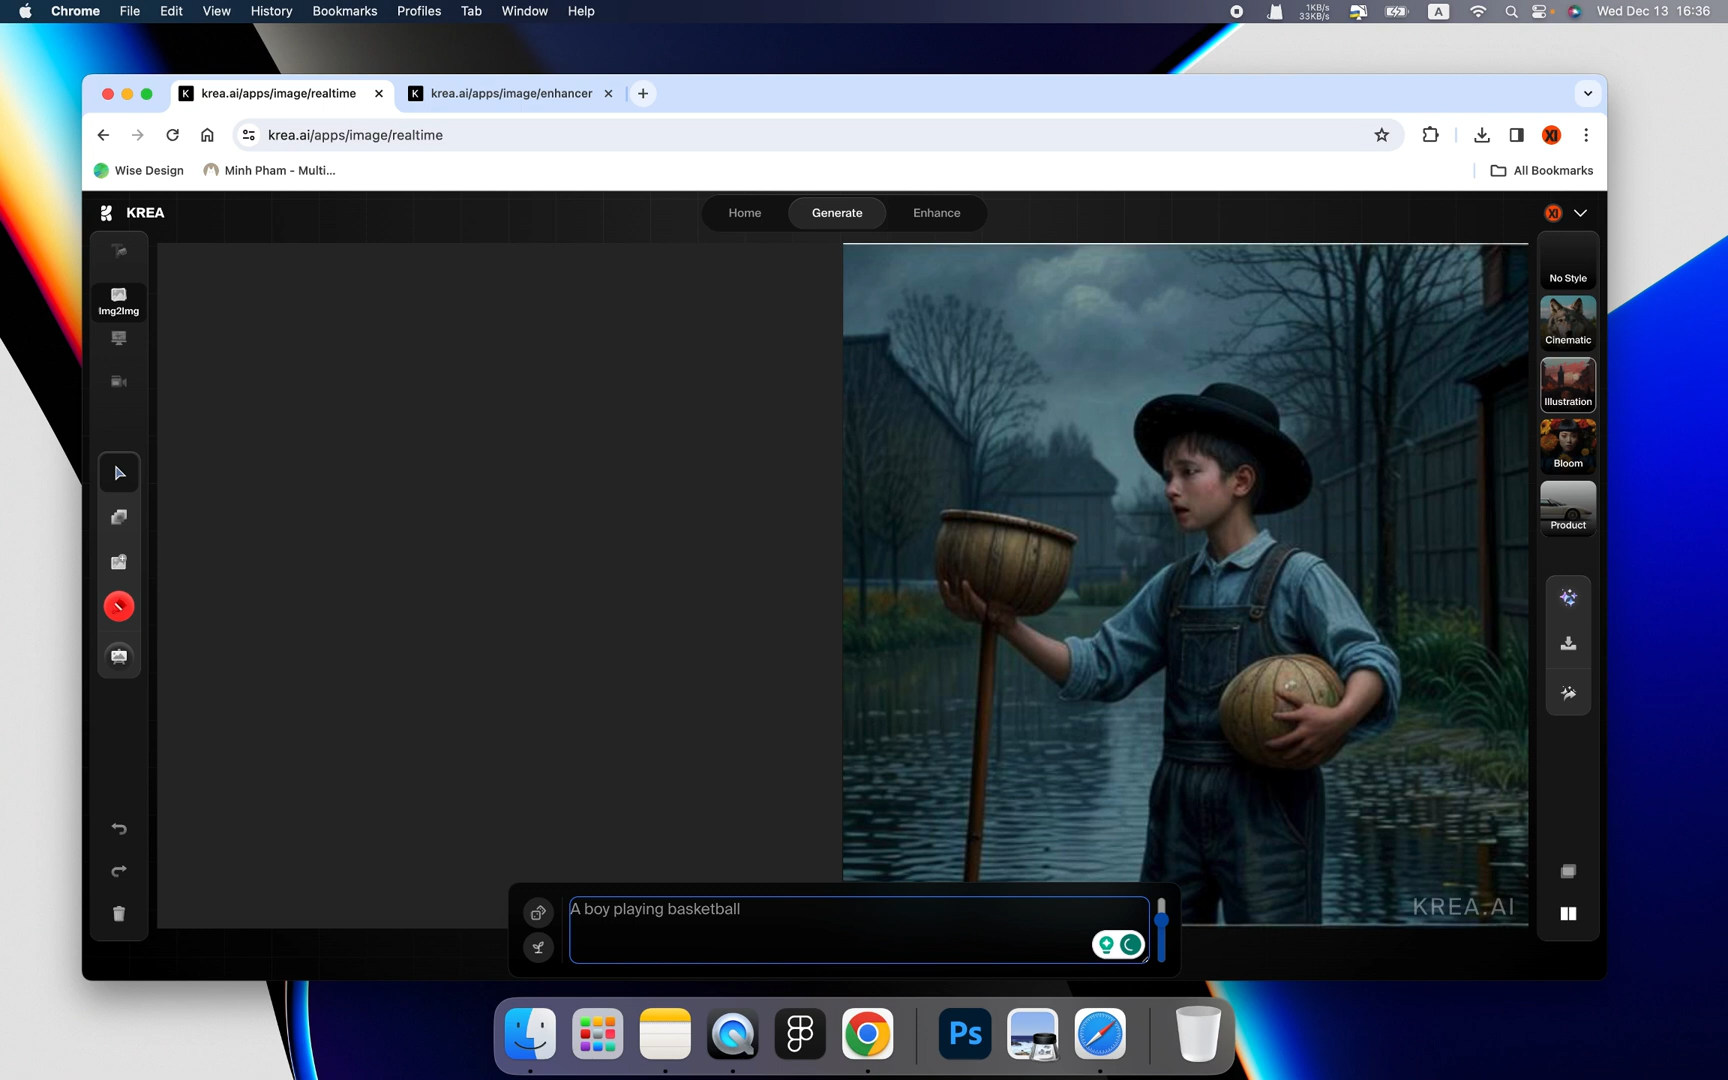 Chrome File Edit View History Bookmarks Profiles Tab Window Help 1KB/s 33KB/s A Wed Dec 13 16:36
krea.ai/apps/image/realtime krea.ai/apps/image/enhancer
krea.ai/apps/image/realtime
Wise Design Minh Pham - Multi... All Bookmarks
KREA Home Generate Enhance
No Style
Img2Img
Cinematic
Illustration
Bloom
Product
KREA.AI
A boy playing basketball
Ps